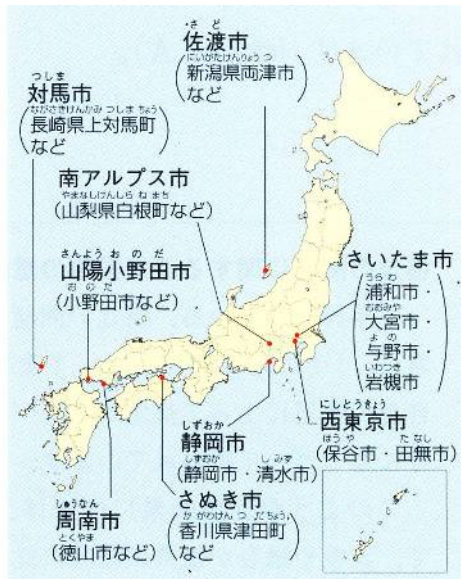 さど
佐渡市
にいがたけんりょうつ
(新潟県両津市
など)
つしま
対馬市
ながさきけんかみつしまちょう
(長崎県上対馬町
など)
南アルプス市
やまなしけんしらねまち
(山梨県白根町など)
さんようおのだ
山陽小野田市
おのだ
(小野田市など)
さいたま市
うらわ
(浦和市・
おおみや
大宮市・
よの
与野市・
いわつき
岩槻市)
にしとうきょう
西東京市
ほうや たなし
(保谷市・田無市)
しずおか
静岡市
しずおか しみず
(静岡市・清水市)
さぬき市
かがわけんつだちょう
(香川県津田町
など)
しゅうなん
周南市
とくやま
(徳山市など)